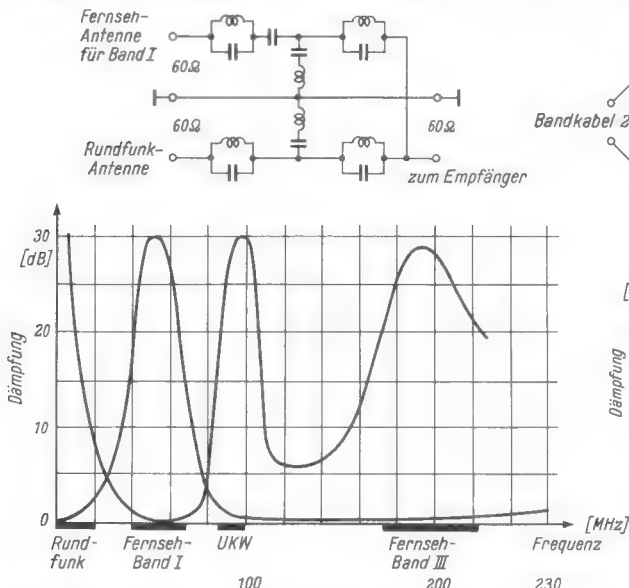 Fernseh-
Antenne
für Band I
60Ω
60Ω
60Ω
Rundfunk-
Antenne
zum Empfänger
Bandkabel 2
30
[dB]
20
10
0
Dämpfung
[
Dämpfung
[MHz]
Rund-
funk
Fernseh-
Band I
UKW
Fernseh-
Band III
Frequenz
100
200
230